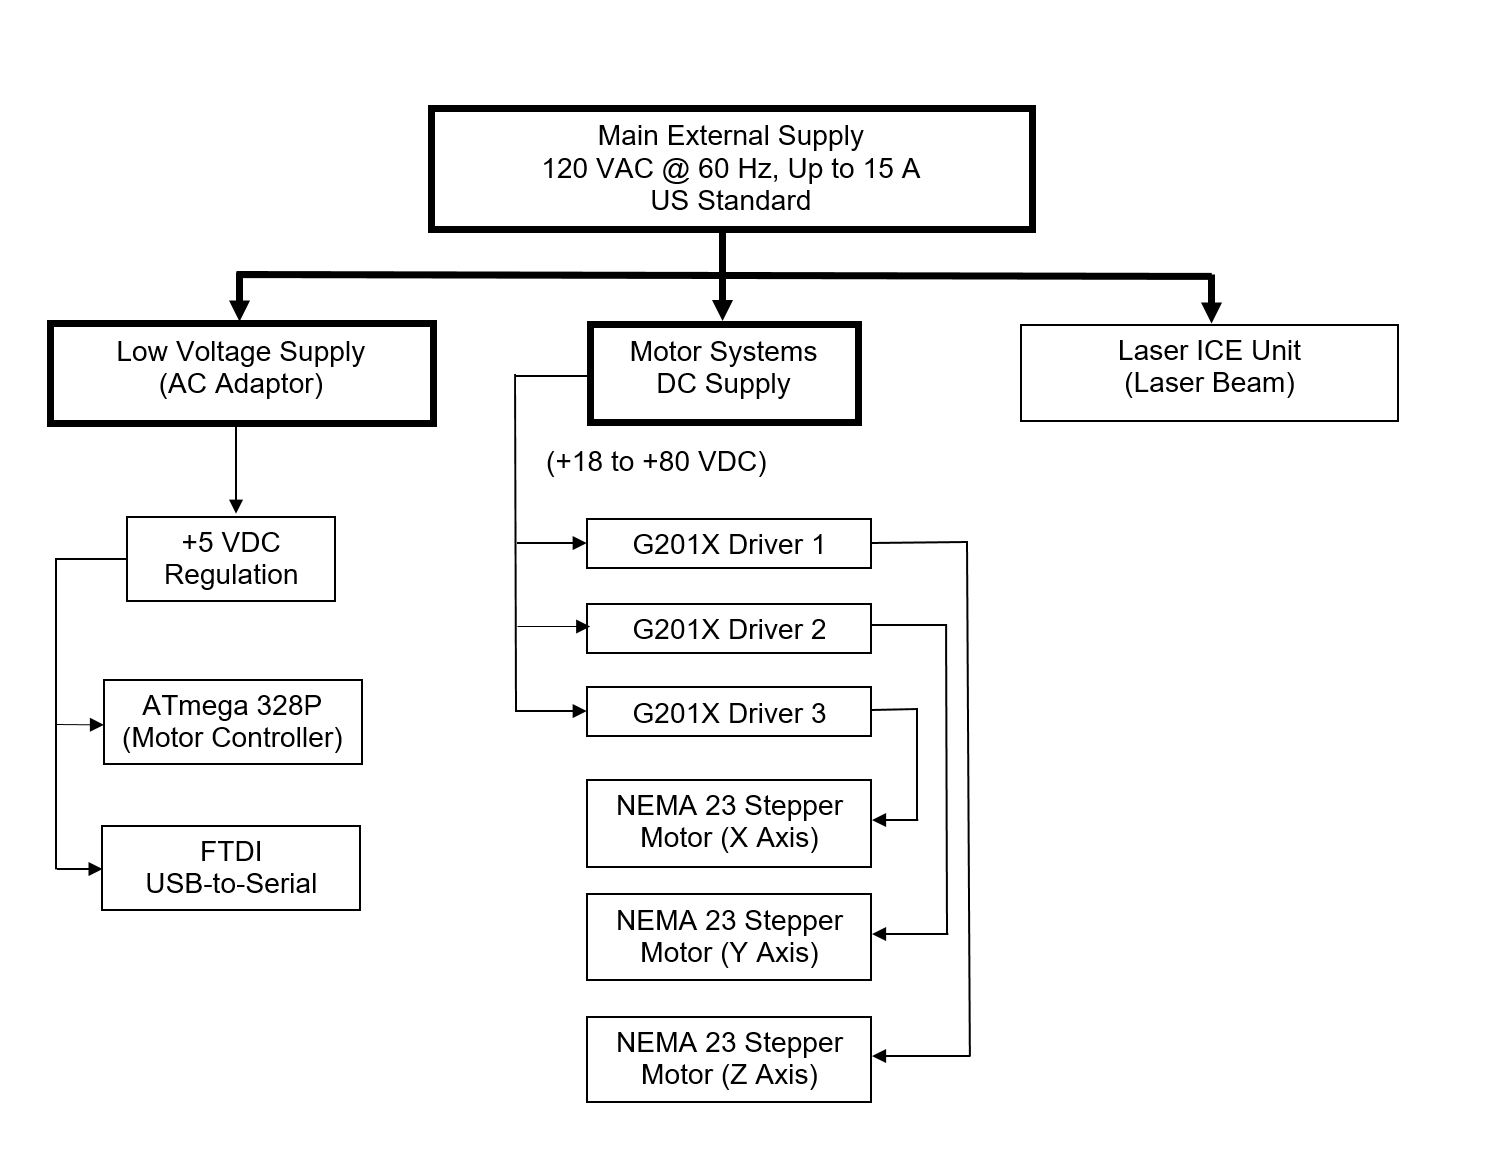 Main External Supply
120 VAC @ 60 Hz, Up to 15 A
US Standard
Low Voltage Supply
(AC Adaptor)
Motor Systems
DC Supply
Laser ICE Unit
(Laser Beam)
(+18 to +80 VDC)
+5 VDC
Regulation
G201X Driver 1
G201X Driver 2
G201X Driver 3
ATmega 328P
(Motor Controller)
FTDI
USB-to-Serial
NEMA 23 Stepper
Motor (X Axis)
NEMA 23 Stepper
Motor (Y Axis)
NEMA 23 Stepper
Motor (Z Axis)